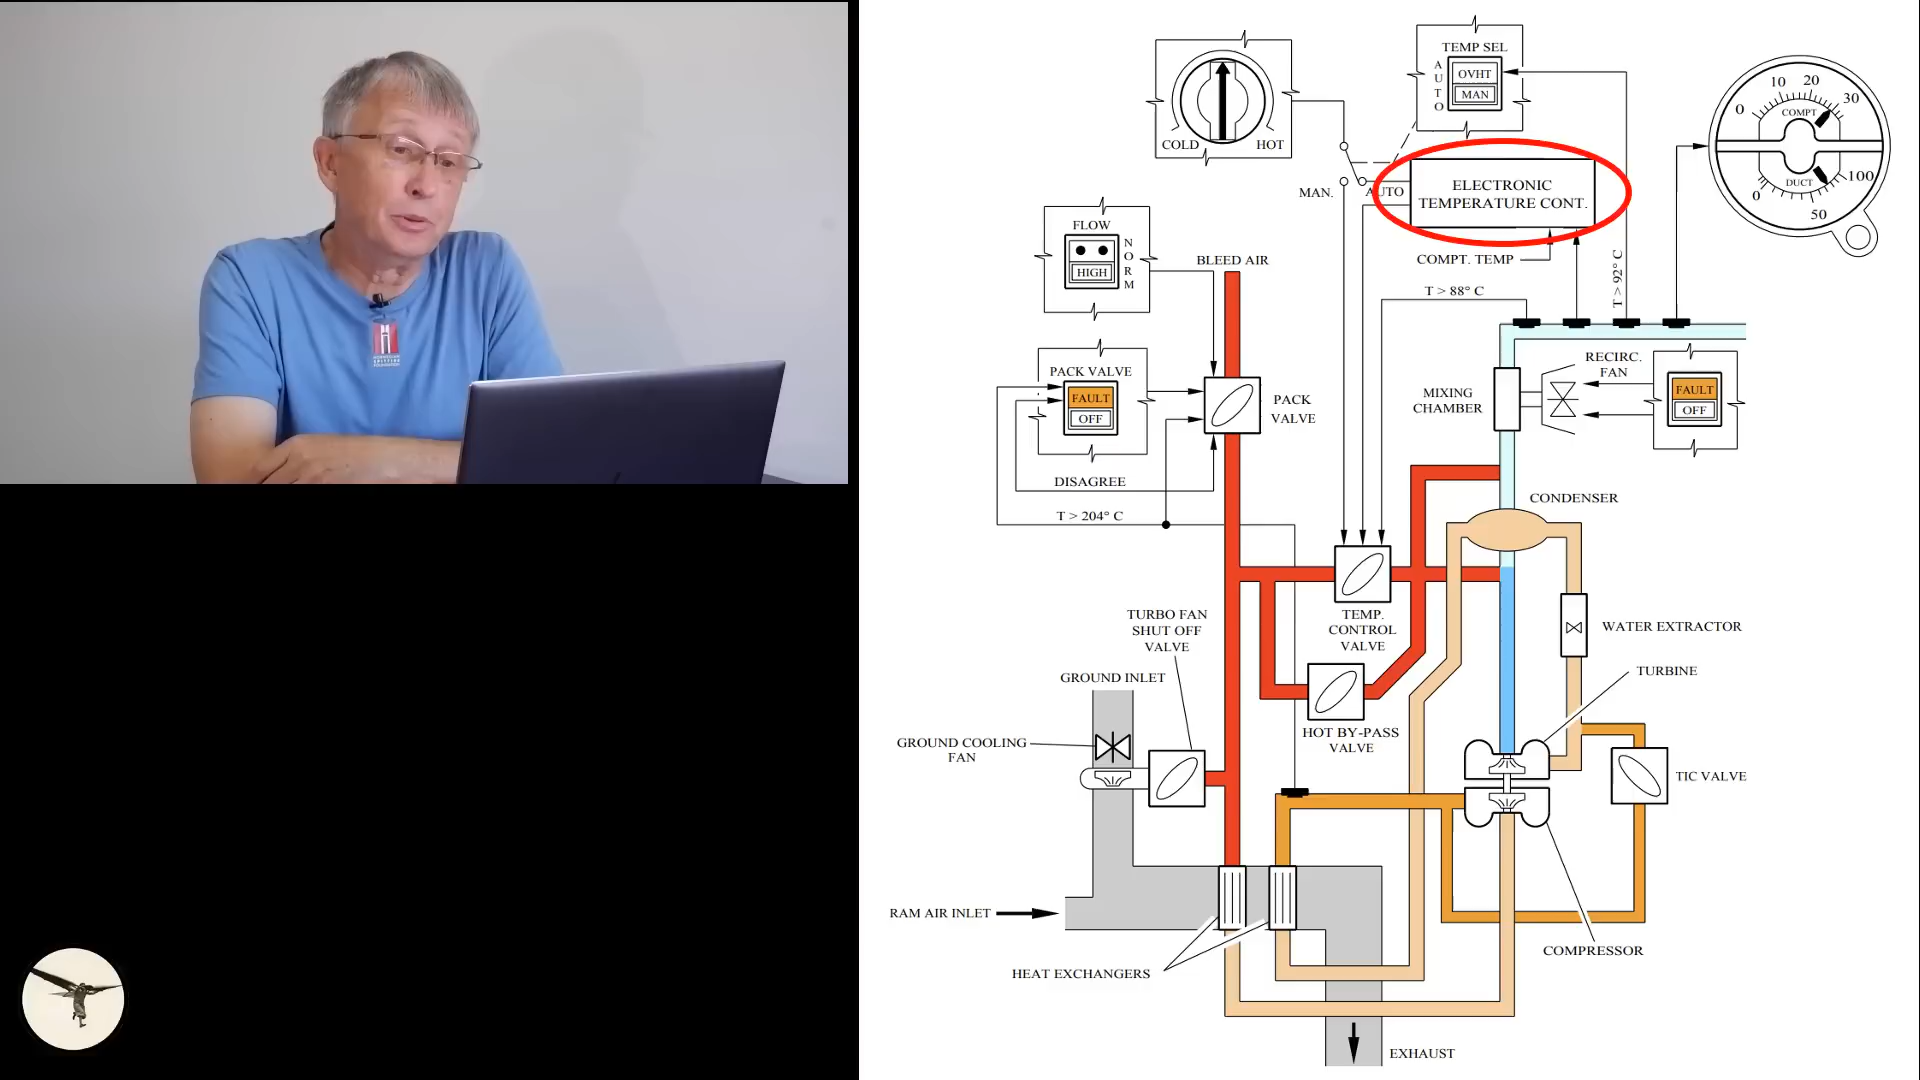 TEMP SEL
AUTO
OVHT
MAN
COLD
HOT
0
10
20
30
COMPT
DUCT
0
50
100
MAN.
AUTO
ELECTRONIC
TEMPERATURE CONT.
COMPT. TEMP
T > 88° C
T > 92° C
FLOW
HIGH
NORM
BLEED AIR
PACK VALVE
FAULT
OFF
PACK
VALVE
DISAGREE
T > 204° C
RECIRC.
FAN
MIXING
CHAMBER
FAULT
OFF
CONDENSER
TEMP.
CONTROL
VALVE
TURBO FAN
SHUT OFF
VALVE
WATER EXTRACTOR
TURBINE
GROUND INLET
HOT BY-PASS
VALVE
GROUND COOLING
FAN
TIC VALVE
RAM AIR INLET
COMPRESSOR
HEAT EXCHANGERS
EXHAUST